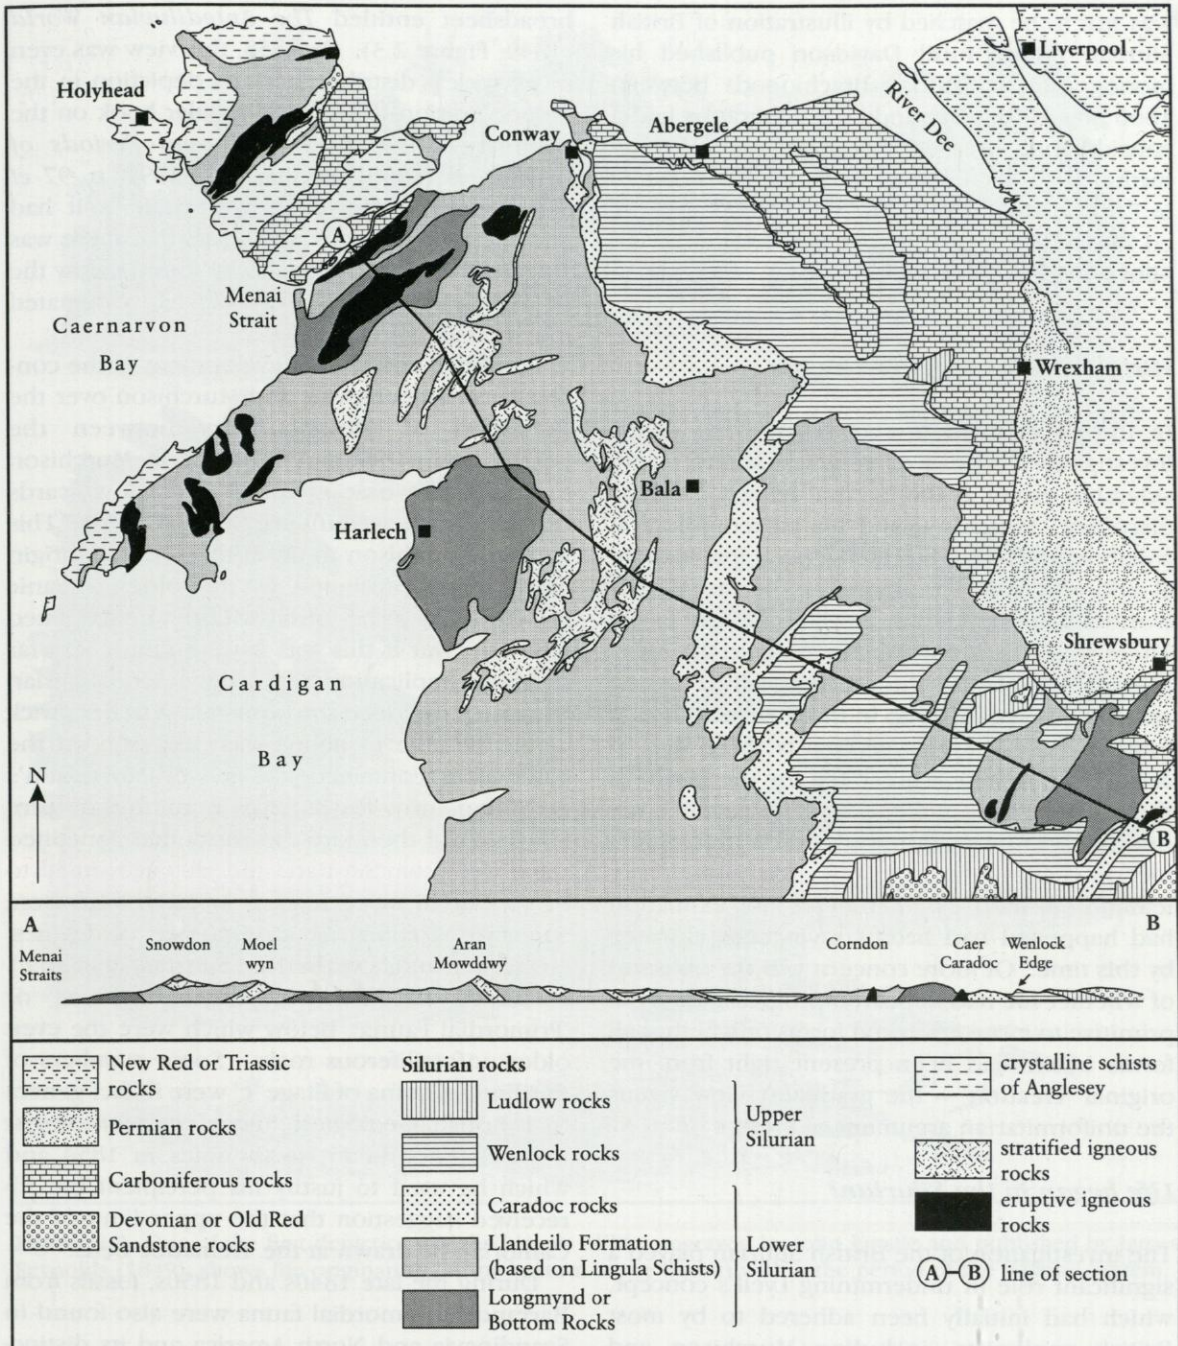 Liverpool
Holyhead
River Dee
Conway
Abergele
A
Menai
Strait
Caernarvon
Bay
Wrexham
Bala
Harlech
Shrewsbury
Cardigan
Bay
N
B
A
B
Menai
Straits
Snowdon
Moel
wyn
Aran
Mowddwy
Corndon
Caer
Caradoc
Wenlock
Edge
New Red or Triassic
rocks
Permian rocks
Carboniferous rocks
Devonian or Old Red
Sandstone rocks
Silurian rocks
Ludlow rocks
Wenlock rocks
Upper
Silurian
Caradoc rocks
Llandeilo Formation
(based on Lingula Schists)
Longmynd or
Bottom Rocks
Lower
Silurian
crystalline schists
of Anglesey
stratified igneous
rocks
eruptive igneous
rocks
A B line of section